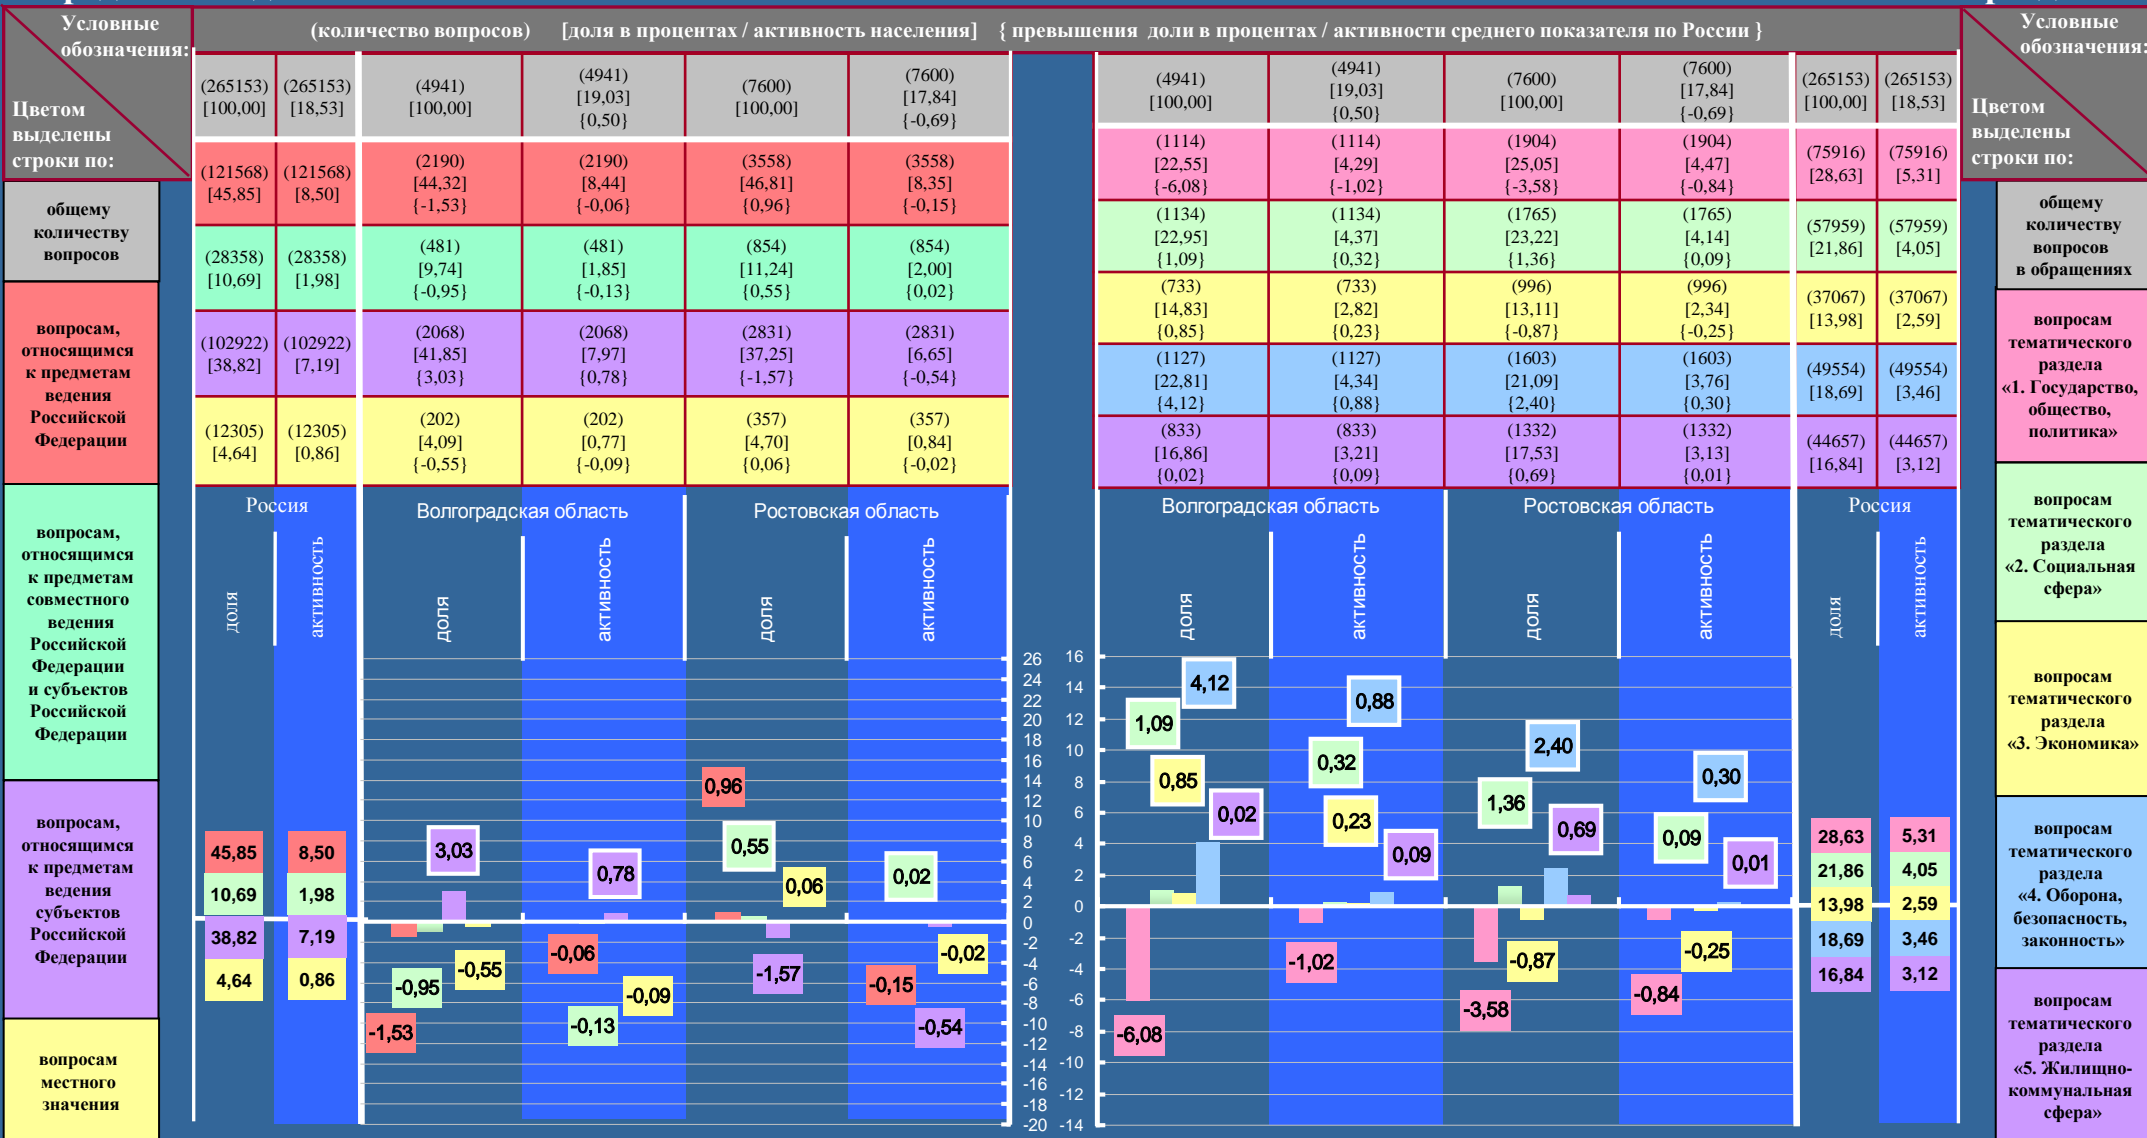 Условные
обозначения:
Цветом
выделены
строки по:
(количество вопросов) [доля в процентах / активность населения] { превышения доли в процентах / активности среднего показателя по России }
Условные
обозначения:
Цветом
выделены
строки по:
(265153) (265153) (4941) (4941) (7600) (7600)
[100,00] [18,53] [100,00] [19,03] [100,00] [17,84]
{0,50} {-0,69}
(121568) (121568) (2190) (2190) (3558) (3558)
[45,85] [8,50] [44,32] [8,44] [46,81] [8,35]
{-1,53} {-0,06} {0,96} {-0,15}
(28358) (28358) (481) (481) (854) (854)
[10,69] [1,98] [9,74] [1,85] [11,24] [2,00]
{-0,95} {-0,13} {0,55} {0,02}
(102922) (102922) (2068) (2068) (2831) (2831)
[38,82] [7,19] [41,85] [7,97] [37,25] [6,65]
{3,03} {0,78} {-1,57} {-0,54}
(12305) (12305) (202) (202) (357) (357)
[4,64] [0,86] [4,09] [0,77] [4,70] [0,84]
{-0,55} {-0,09} {0,06} {-0,02}
(4941) (4941) (7600) (7600) (265153) (265153)
[100,00] [19,03] [100,00] [17,84] [100,00] [18,53]
{0,50} {-0,69}
(1114) (1114) (1904) (1904) (75916) (75916)
[22,55] [4,29] [25,05] [4,47] [28,63] [5,31]
{-6,08} {-1,02} {-3,58} {-0,84}
(1134) (1134) (1765) (1765) (57959) (57959)
[22,95] [4,37] [23,22] [4,14] [21,86] [4,05]
{1,09} {0,32} {1,36} {0,09}
(733) (733) (996) (996) (37067) (37067)
[14,83] [2,82] [13,11] [2,34] [13,98] [2,59]
{0,85} {0,23} {-0,87} {-0,25}
(1127) (1127) (1603) (1603) (49554) (49554)
[22,81] [4,34] [21,09] [3,76] [18,69] [3,46]
{4,12} {0,88} {2,40} {0,30}
(833) (833) (1332) (1332) (44657) (44657)
[16,86] [3,21] [17,53] [3,13] [16,84] [3,12]
{0,02} {0,09} {0,69} {0,01}
общему
количеству
вопросов
вопросам,
относящимся
к предметам
ведения
Российской
Федерации
вопросам,
относящимся
к предметам
совместного
ведения
Российской
Федерации
и субъектов
Российской
Федерации
вопросам,
относящимся
к предметам
ведения
субъектов
Российской
Федерации
вопросам
местного
значения
Россия Волгоградская область Ростовская область
доля активность доля активность доля активность
45,85 8,50
10,69 1,98
38,82 7,19
4,64 0,86
3,03
-0,95
-0,55
-1,53
0,78
-0,06
-0,09
-0,13
0,96
0,55
0,06
-1,57
0,02
-0,02
-0,15
-0,54
26
24
22
20
18
16
14
12
10
8
6
4
2
0
-2
-4
-6
-8
-10
-12
-14
-16
-18
-20
Волгоградская область Ростовская область Россия
доля активность доля активность доля активность
16
14
12
10
8
6
4
2
0
-2
-4
-6
-8
-10
-12
-14
4,12
1,09
0,85
0,02
-6,08
0,88
0,32
0,23
0,09
-1,02
2,40
1,36
0,69
-0,87
-3,58
0,30
0,09
0,01
-0,25
-0,84
28,63 5,31
21,86 4,05
13,98 2,59
18,69 3,46
16,84 3,12
общему
количеству
вопросов
в обращениях
вопросам
тематического
раздела
«1. Государство,
общество,
политика»
вопросам
тематического
раздела
«2. Социальная
сфера»
вопросам
тематического
раздела
«3. Экономика»
вопросам
тематического
раздела
«4. Оборона,
безопасность,
законность»
вопросам
тематического
раздела
«5. Жилищно-
коммунальная
сфера»